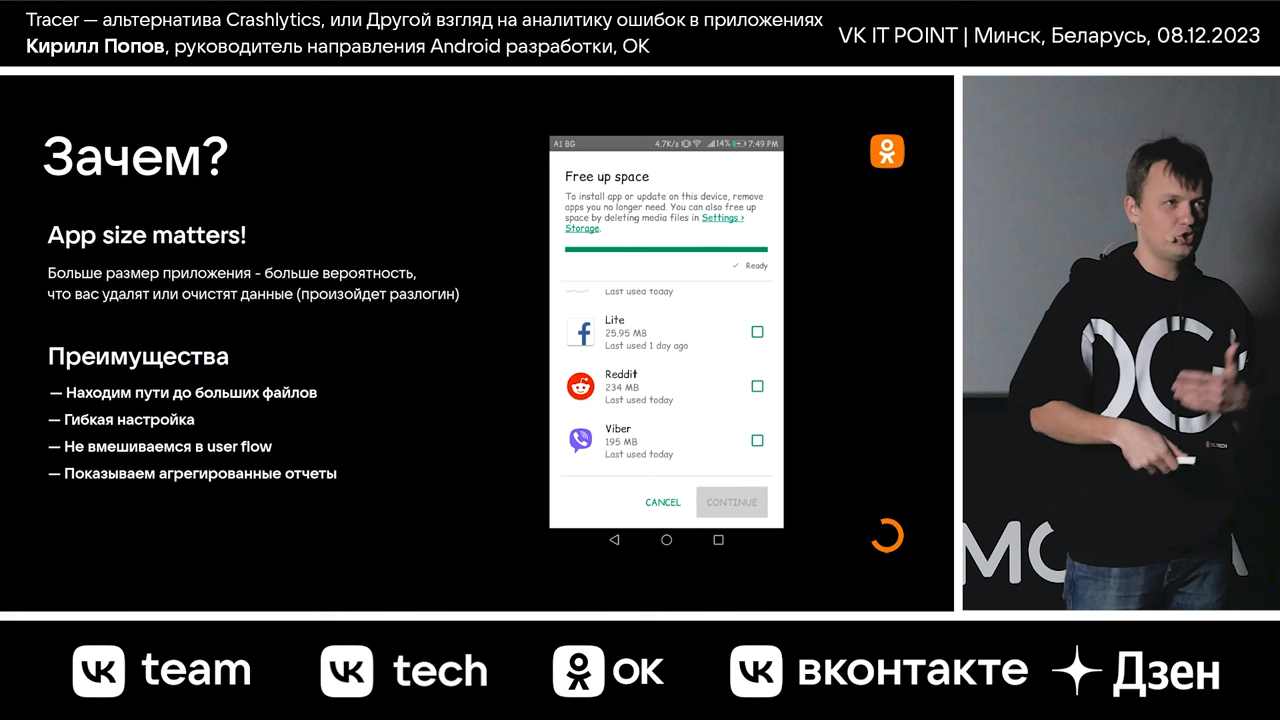 Tracer — альтернатива Crashlytics, или Другой взгляд на аналитику ошибок в приложениях
Кирилл Попов, руководитель направления Android разработки, ОК
VK IT POINT | Минск, Беларусь, 08.12.2023
Зачем?
App size matters!
Больше размер приложения - больше вероятность,
что вас удалят или очистят данные (произойдет разлогин)
Преимущества
— Находим пути до больших файлов
— Гибкая настройка
— Не вмешиваемся в user flow
— Показываем агрегированные отчеты
A1 BG 4,7K/s 14% 7:49 PM
Free up space
To install app or update on this device, remove
apps you no longer need. You can also free up
space by deleting media files in Settings >
Storage.
✓ Ready
Last used today
Lite
25.95 MB
Last used 1 day ago
Reddit
234 MB
Last used today
Viber
195 MB
Last used today
CANCEL CONTINUE
VK team
VK tech
ОК
VK вконтакте
Дзен